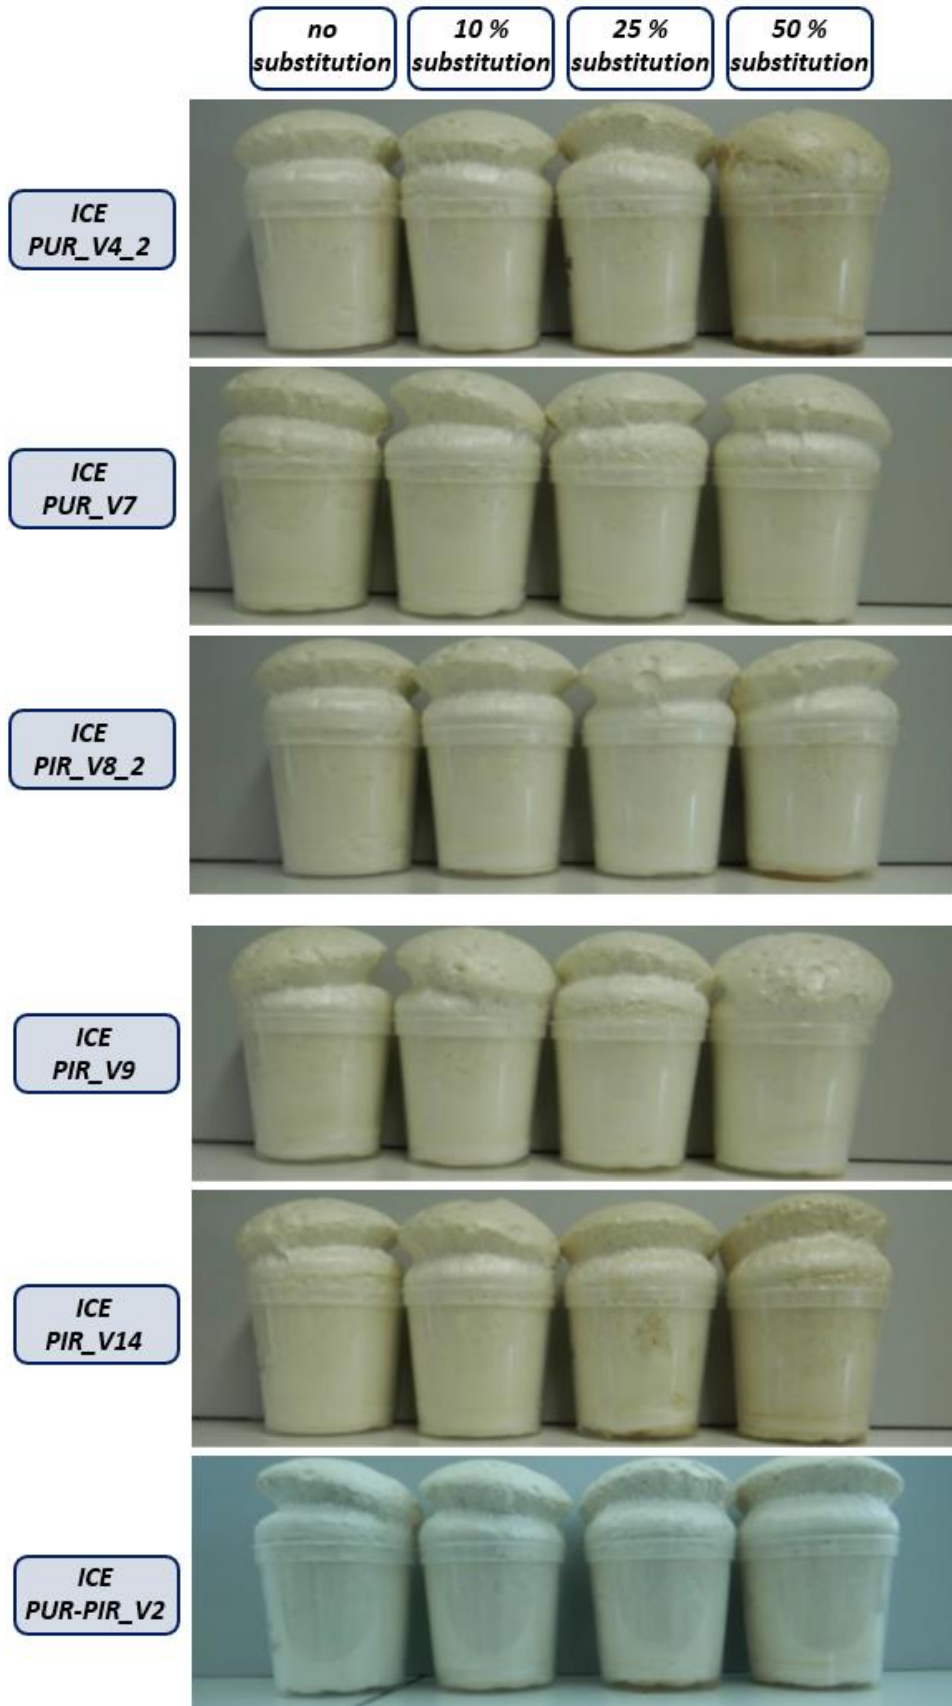 no
substitution
10 %
substitution
25 %
substitution
50 %
substitution
ICE
PUR_V4_2
ICE
PUR_V7
ICE
PIR_V8_2
ICE
PIR_V9
ICE
PIR_V14
ICE
PUR-PIR_V2